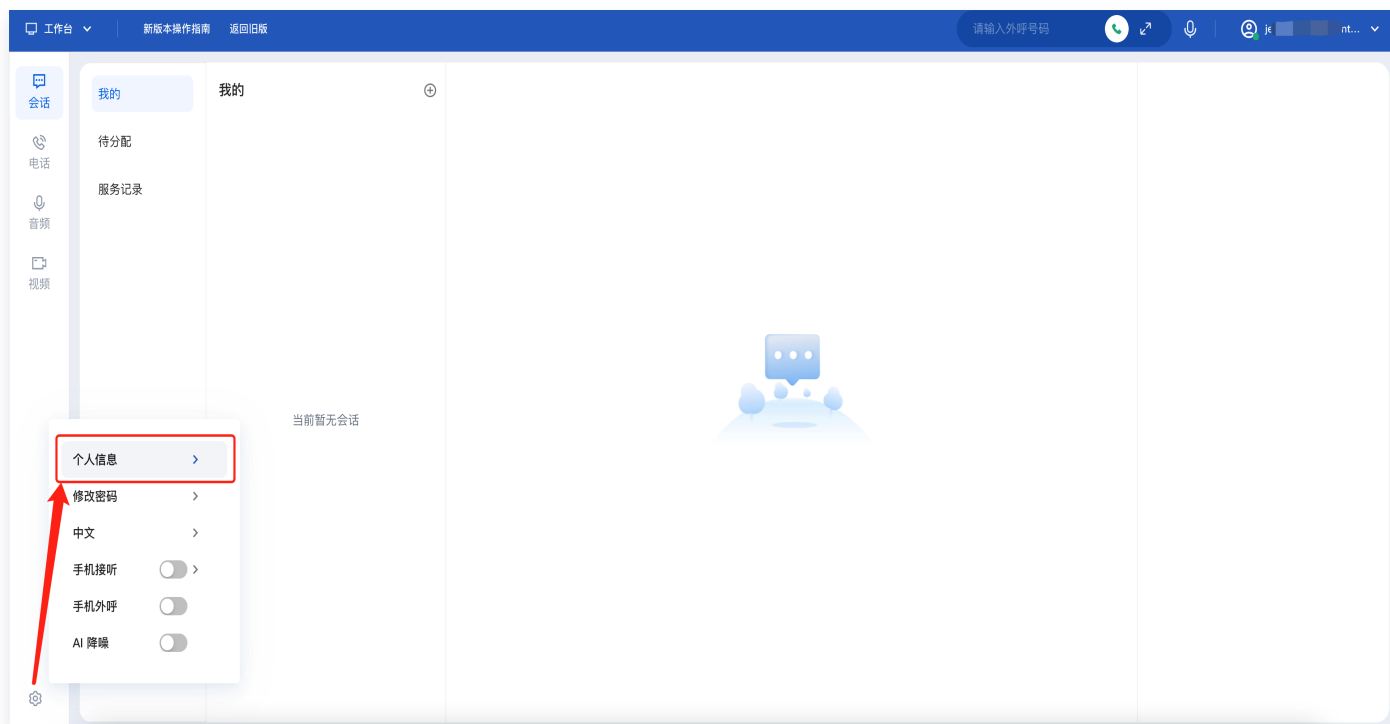 工作台
新版本操作指南
返回旧版
请输入外呼号码
nt...
会话
电话
音频
视频
我的
待分配
服务记录
我的
当前暂无会话
个人信息
修改密码
中文
手机接听
手机外呼
AI 降噪